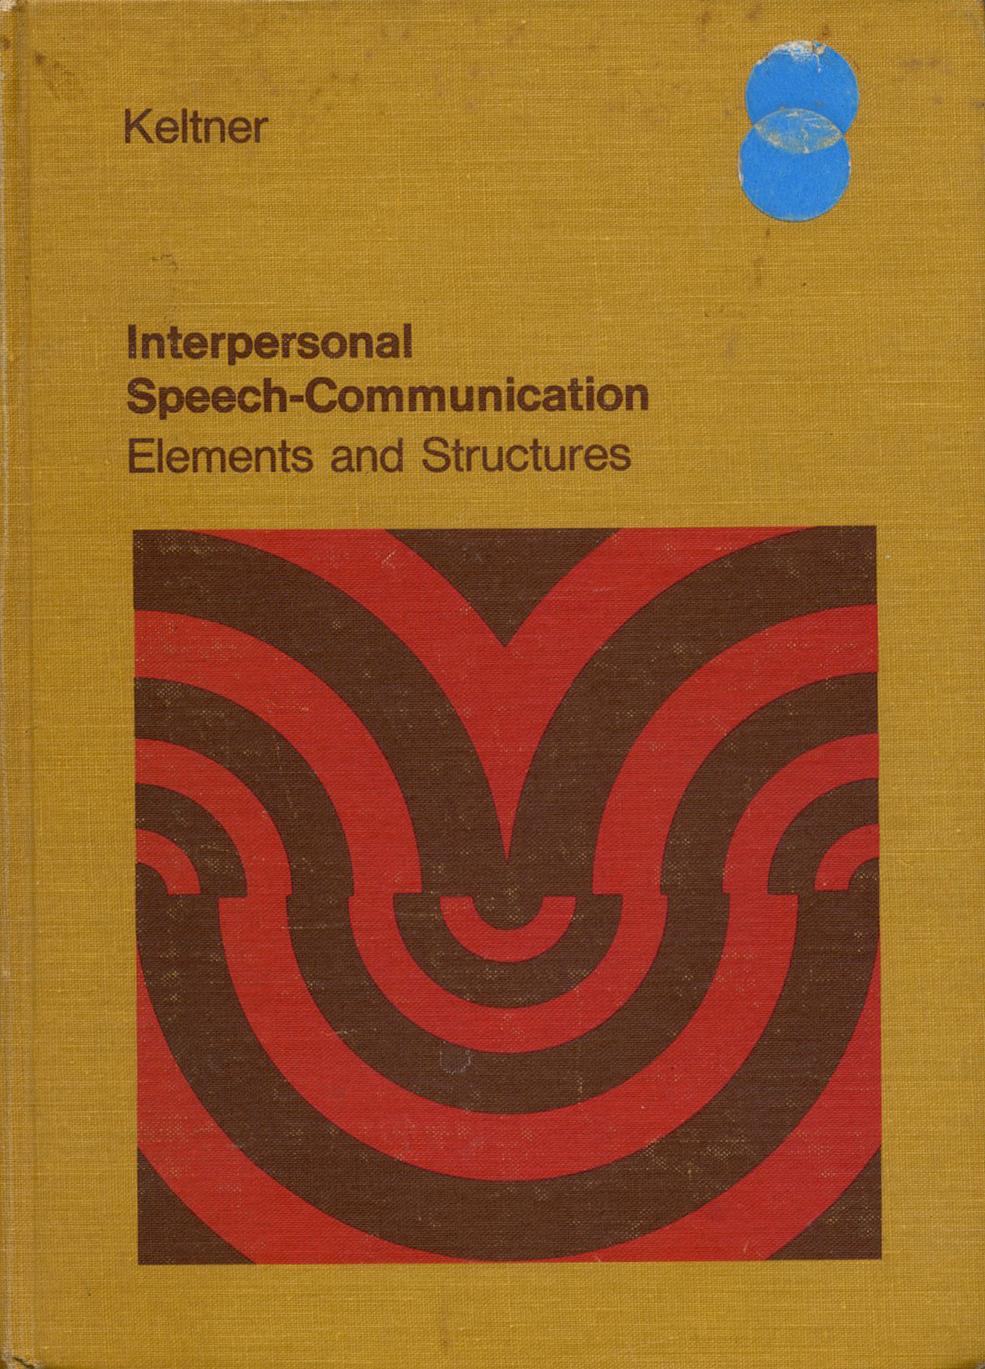 Keltner
Interpersonal
Speech-Communication
Elements and Structures